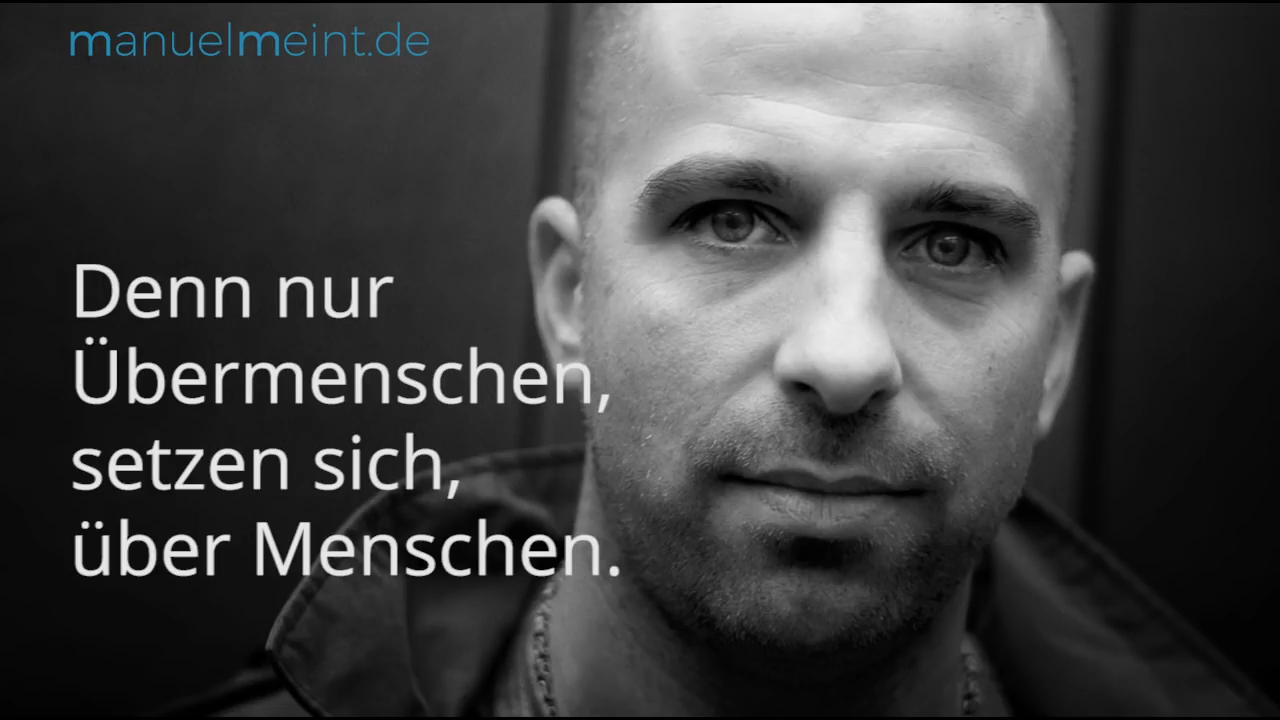 manuelmeint.de
Denn nur
Übermenschen,
setzen sich,
über Menschen.